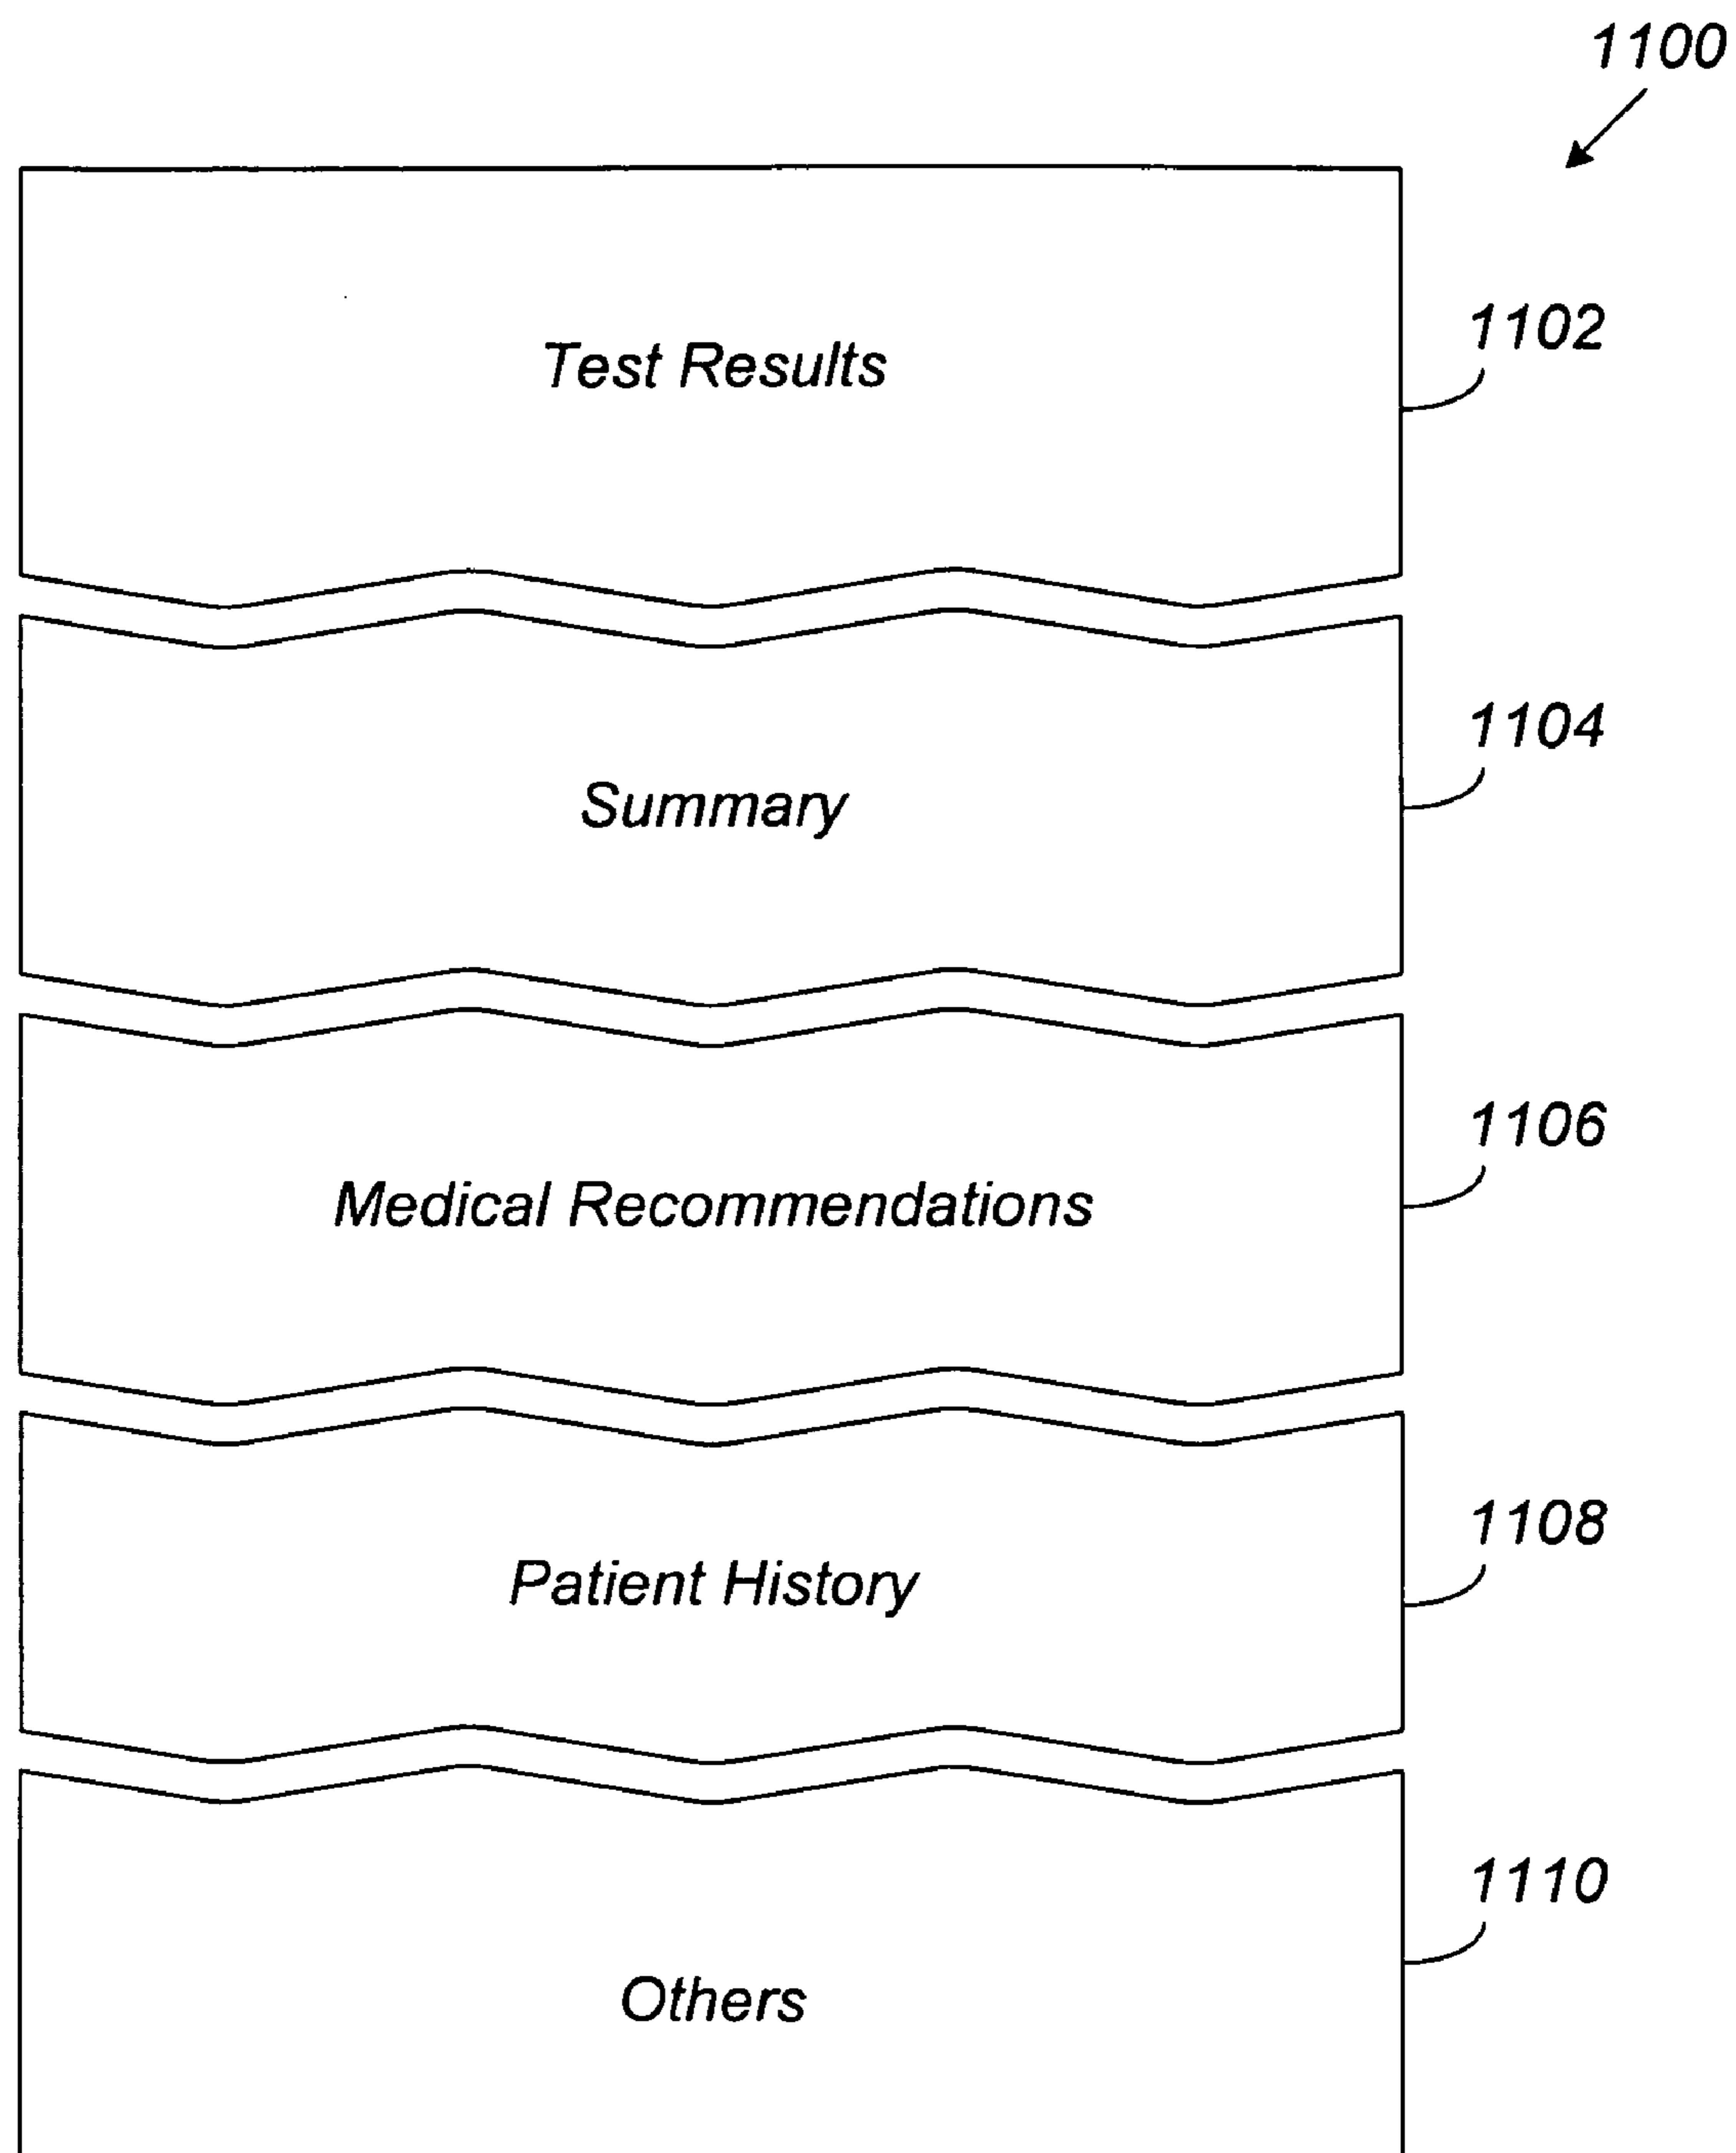 1100
Test Results
1102
Summary
1104
Medical Recommendations
1106
Patient History
1108
Others
1110